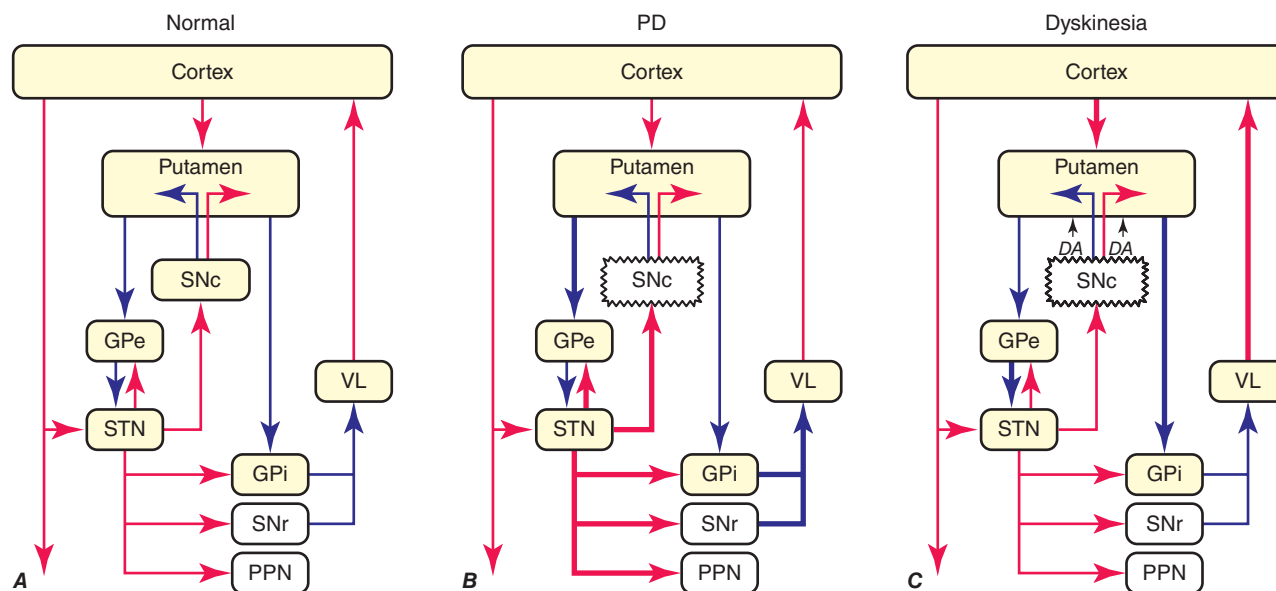 Normal
Cortex
Putamen
SNc
GPe
VL
STN
GPi
SNr
PPN
A
PD
Cortex
Putamen
SNc
GPe
VL
STN
GPi
SNr
PPN
B
Dyskinesia
Cortex
Putamen
DA DA
SNc
GPe
VL
STN
GPi
SNr
PPN
C